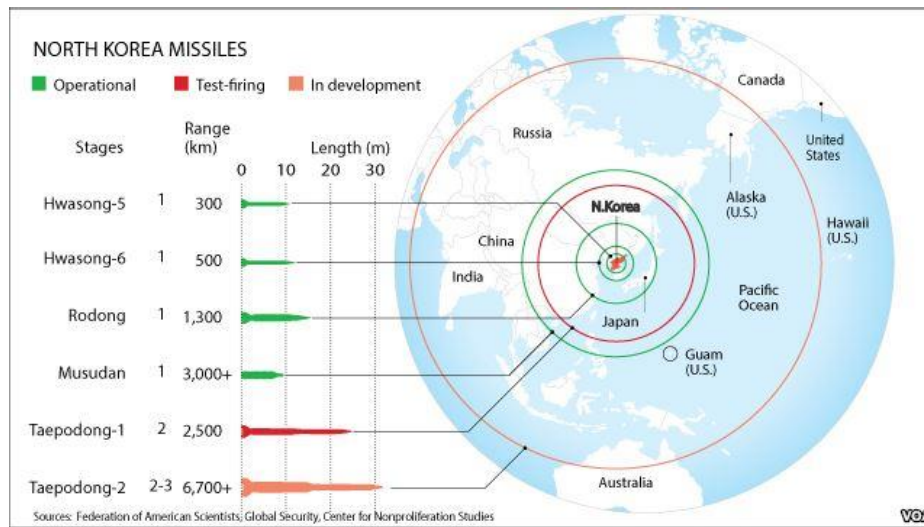 NORTH KOREA MISSILES
Operational Test-firing In development
Stages Range (km) Length (m)
0 10 20 30
Hwasong-5 1 300
Hwasong-6 1 500
Rodong 1 1,300
Musudan 1 3,000+
Taepodong-1 2 2,500
Taepodong-2 2-3 6,700+
Canada
Russia
United
States
N.Korea
Alaska
(U.S.)
Hawaii
(U.S.)
China
India
Pacific
Ocean
Japan
Guam
(U.S.)
Australia
Sources: Federation of American Scientists, Global Security, Center for Nonproliferation Studies